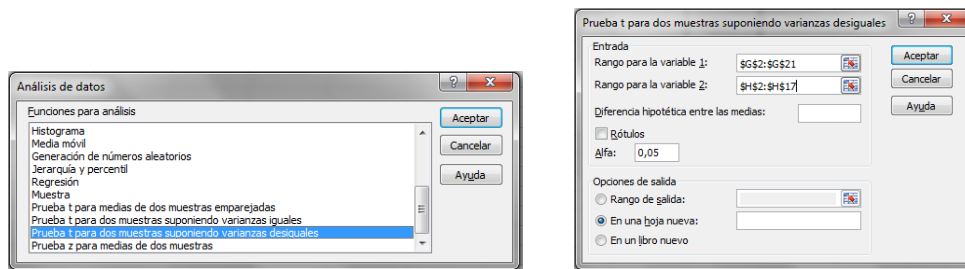 Análisis de datos
Funciones para análisis
Histograma
Media móvil
Generación de números aleatorios
Jerarquía y percentil
Regresión
Muestra
Prueba t para medias de dos muestras emparejadas
Prueba t para dos muestras suponiendo varianzas iguales
Prueba t para dos muestras suponiendo varianzas desiguales
Prueba z para medias de dos muestras
Aceptar
Cancelar
Ayuda
Prueba t para dos muestras suponiendo varianzas desiguales
Entrada
Rango para la variable 1: $G$2:$G$21
Rango para la variable 2: $H$2:$H$17
Diferencia hipotética entre las medias:
Rótulos
Alfa: 0,05
Opciones de salida
Rango de salida:
En una hoja nueva:
En un libro nuevo
Aceptar
Cancelar
Ayuda